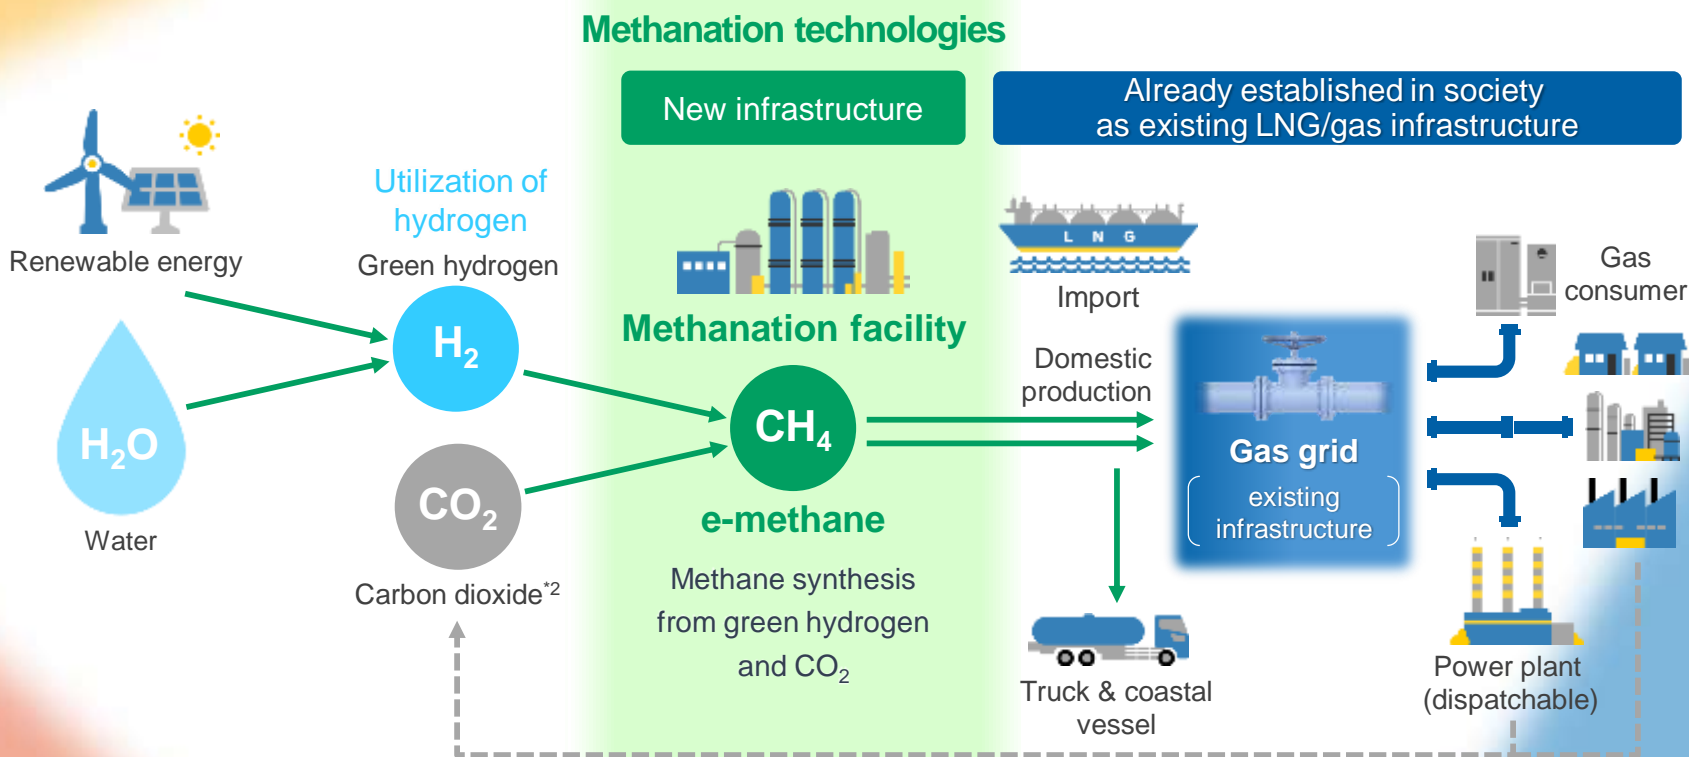 Methanation technologies
New infrastructure
Already established in society
as existing LNG/gas infrastructure
Renewable energy
Utilization of
hydrogen
Green hydrogen
H₂
H₂O
Water
CO₂
Carbon dioxide*²
Methanation facility
CH₄
e-methane
Methane synthesis
from green hydrogen
and CO₂
L N G
Import
Domestic
production
Gas grid
existing
infrastructure
Truck & coastal
vessel
Gas
consumer
Power plant
(dispatchable)